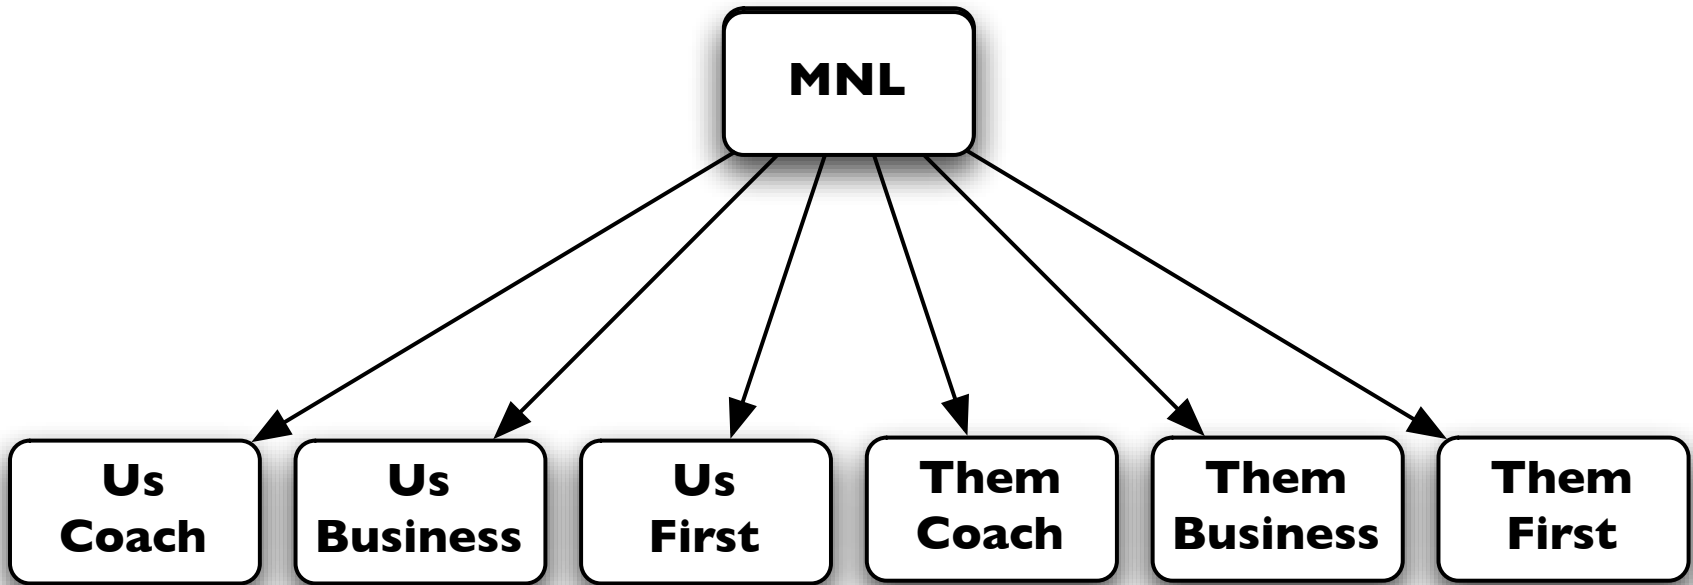 MNL
Us
Coach
Us
Business
Us
First
Them
Coach
Them
Business
Them
First